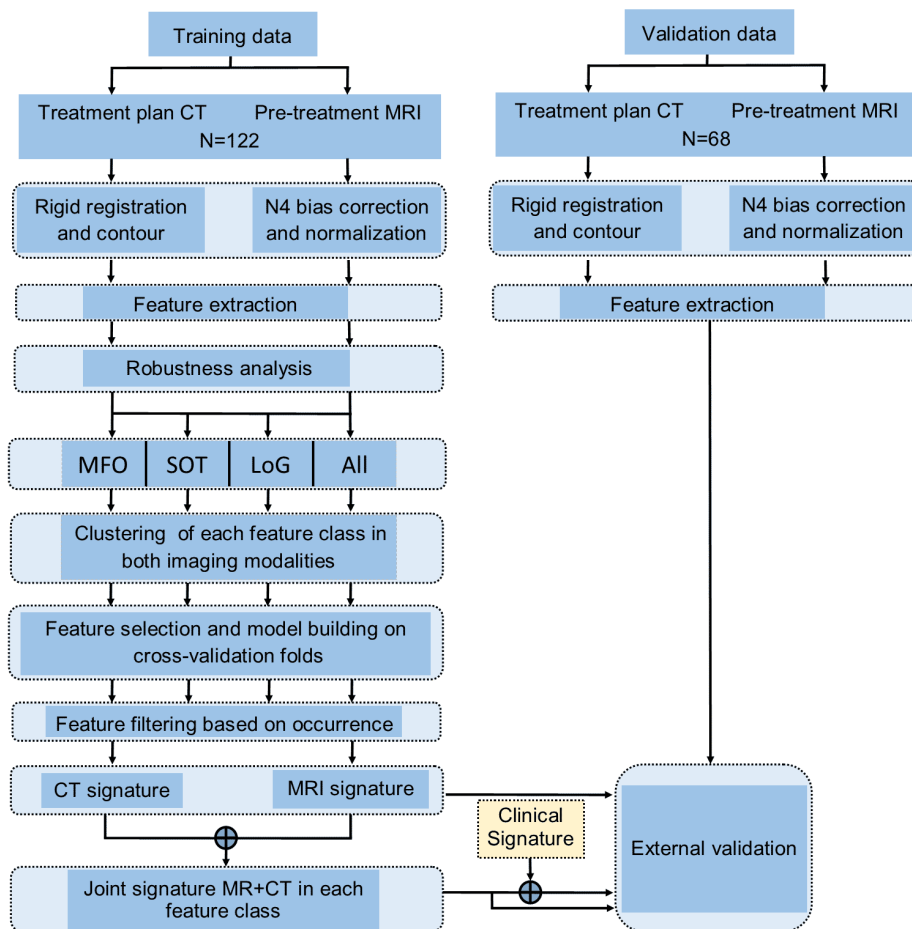 Training data
Treatment plan CT Pre-treatment MRI
N=122
Rigid registration
and contour
N4 bias correction
and normalization
Feature extraction
Robustness analysis
MFO SOT LoG All
Clustering of each feature class in
both imaging modalities
Feature selection and model building on
cross-validation folds
Feature filtering based on occurrence
CT signature
MRI signature
Joint signature MR+CT in each
feature class
Validation data
Treatment plan CT Pre-treatment MRI
N=68
Rigid registration
and contour
N4 bias correction
and normalization
Feature extraction
Clinical
Signature
External validation